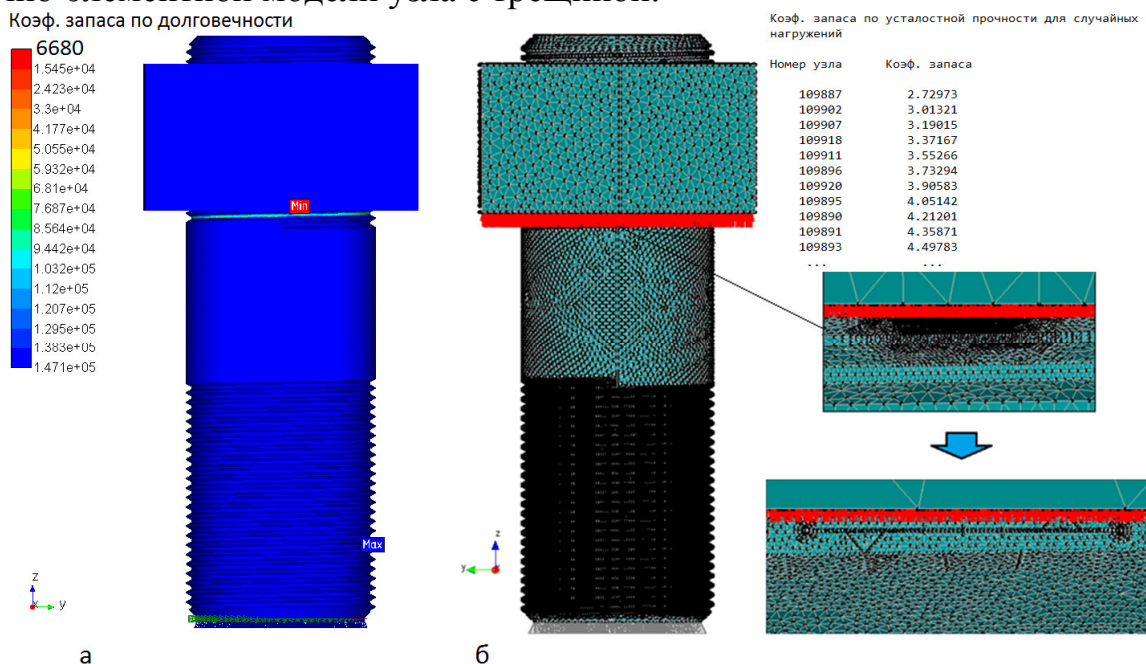 но-элементной модели узла с трещиной.
Коэф. запаса по долговечности
6680
1.545e+04
2.423e+04
3.3e+04
4.177e+04
5.055e+04
5.932e+04
6.81e+04
7.687e+04
8.564e+04
9.442e+04
1.032e+05
1.12e+05
1.207e+05
1.295e+05
1.383e+05
1.471e+05
Min
Max
z
x
y
а
Коэф. запаса по усталостной прочности для случайных
нагружений
Номер узла Коэф. запаса
109887 2.72973
109902 3.01321
109907 3.19015
109918 3.37167
109911 3.55266
109896 3.73294
109920 3.90583
109895 4.05142
109890 4.21201
109891 4.35871
109893 4.49783
... ...
z
y
б